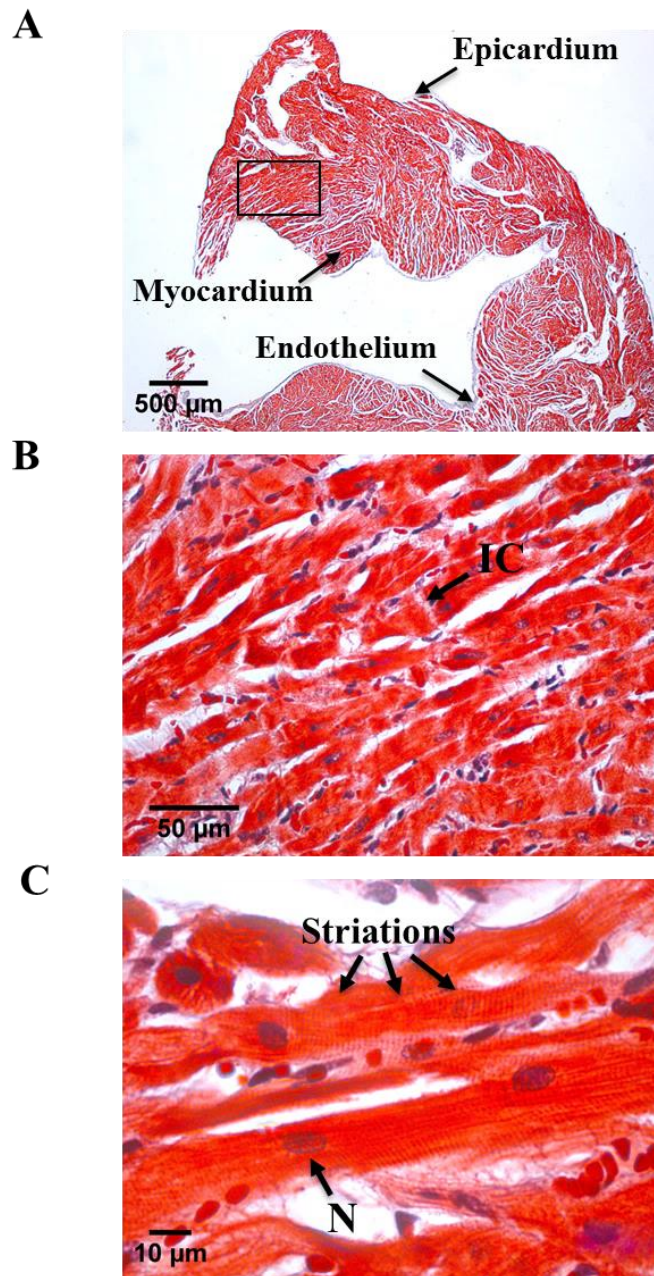 A
Epicardium
Myocardium
Endothelium
500 µm
B
IC
50 µm
C
Striations
N
10 µm